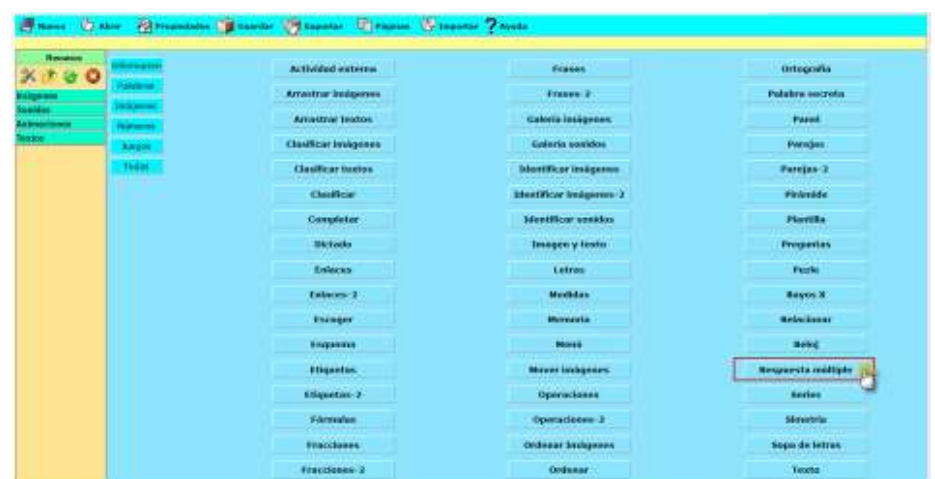 Nuevo Abrir Propiedades Guardar Exportar Páginas Importar Ayuda
Recursos
Imágenes
Sonidos
Animaciones
Textos
Información
Palabras
Imágenes
Números
Juegos
Todas
Actividad externa Frases Ortografía
Arrastrar imágenes Frases-2 Palabra secreta
Arrastrar textos Galería imágenes Panel
Clasificar imágenes Galería sonidos Parejas
Clasificar textos Identificar imágenes Parejas-2
Clasificar Identificar imágenes-2 Pirámide
Completar Identificar sonidos Plantilla
Dictado Imagen y texto Preguntas
Enlaces Letras Puzle
Enlaces-2 Medidas Rayos X
Escoger Memoria Relacionar
Esquema Menú Reloj
Etiquetas Mover imágenes Respuesta múltiple
Etiquetas-2 Operaciones Series
Fórmulas Operaciones-2 Simetría
Fracciones Ordenar imágenes Sopa de letras
Fracciones-2 Ordenar Texto